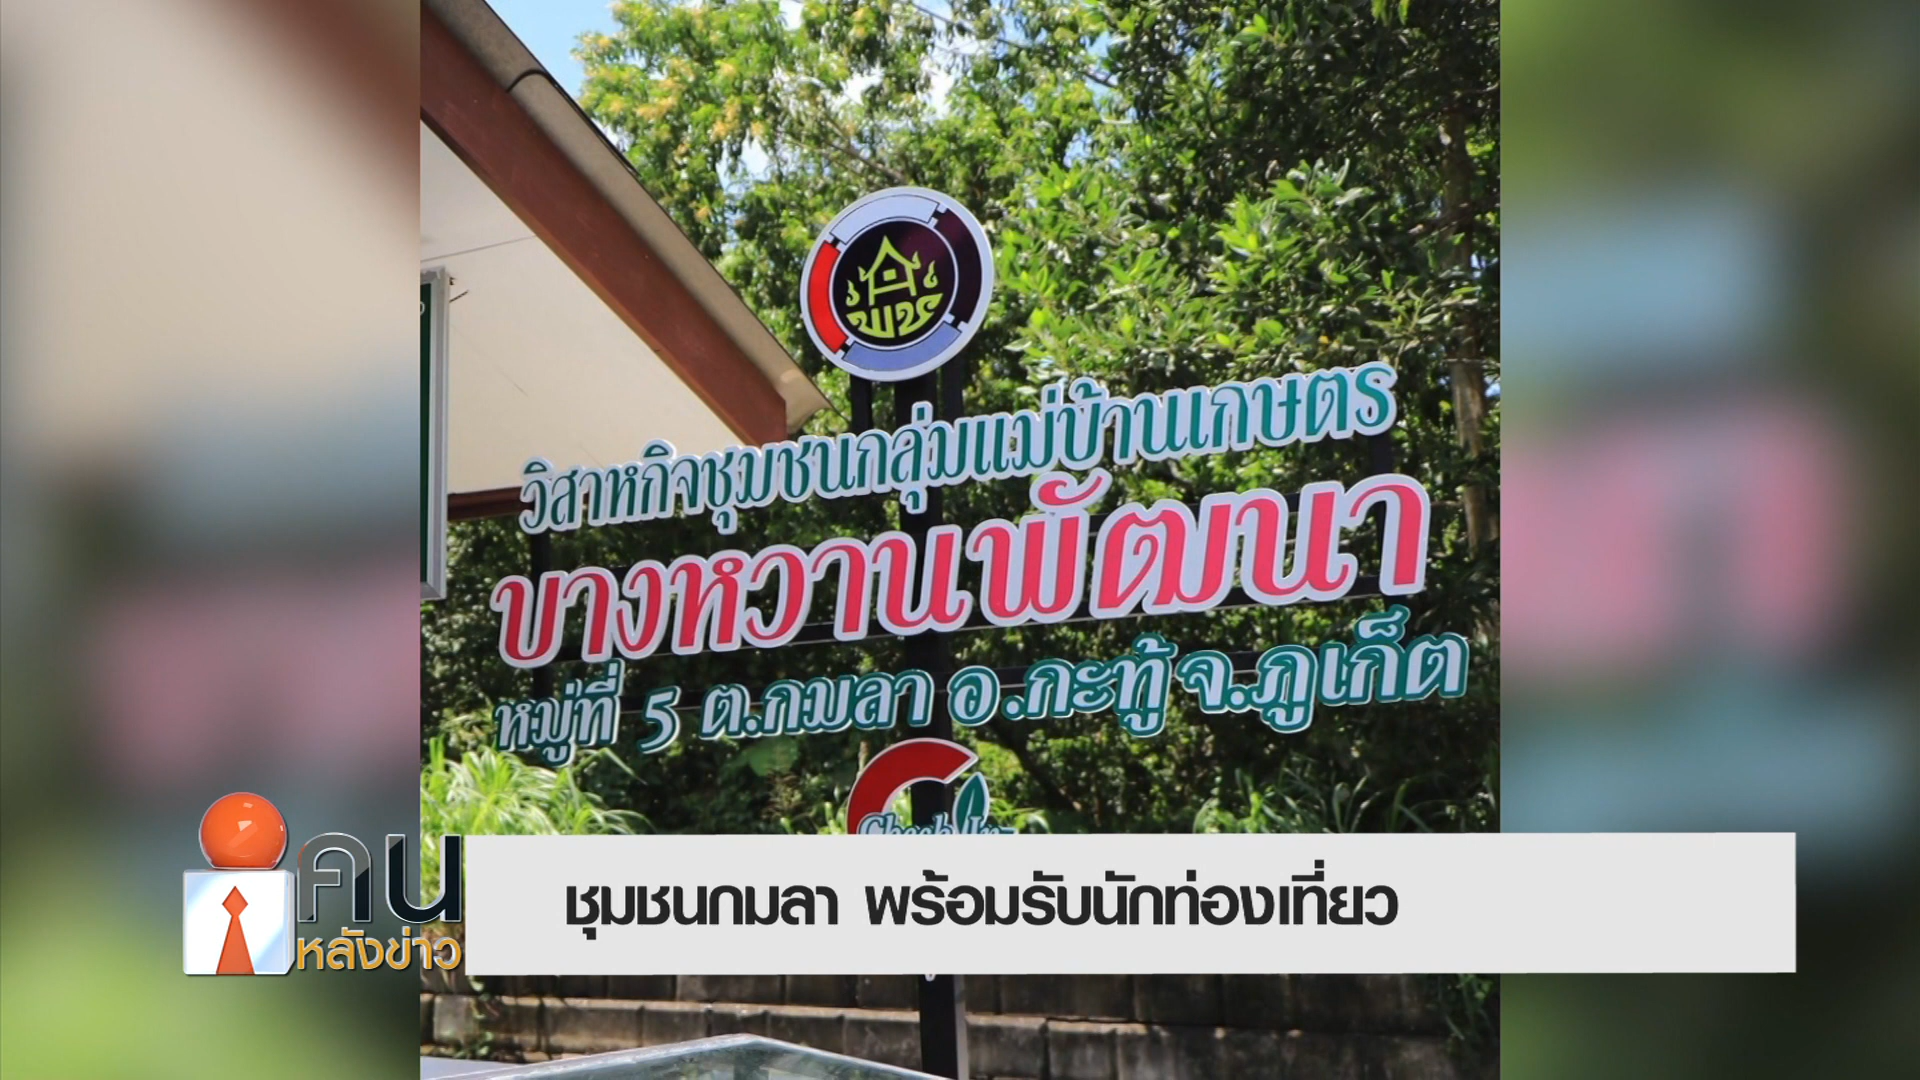 วิสาหกิจชุมชนกลุ่มแม่บ้านเกษตร
บางหวานพัฒนา
หมู่ที่ 5 ต.กมลา อ.กะทู้ จ.ภูเก็ต
คน
หลังข่าว
ชุมชนกมลา พร้อมรับนักท่องเที่ยว